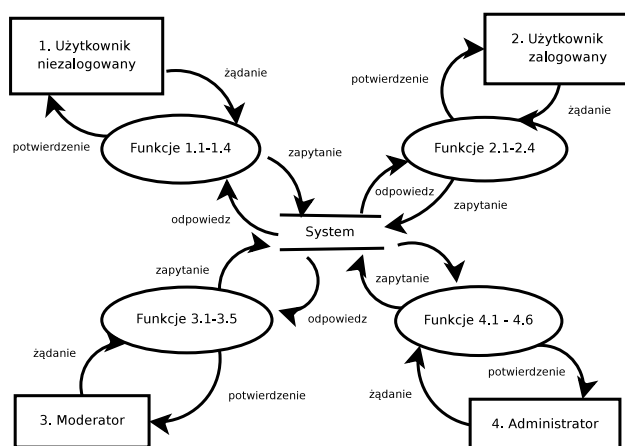 1. Użytkownik
niezalogowany
żądanie
potwierdzenie
Funkcje 1.1-1.4
zapytanie
odpowiedz
2. Użytkownik
zalogowany
potwierdzenie
żądanie
Funkcje 2.1-2.4
odpowiedz
zapytanie
System
zapytanie
Funkcje 3.1-3.5
odpowiedz
żądanie
potwierdzenie
3. Moderator
zapytanie
Funkcje 4.1 - 4.6
żądanie
potwierdzenie
4. Administrator